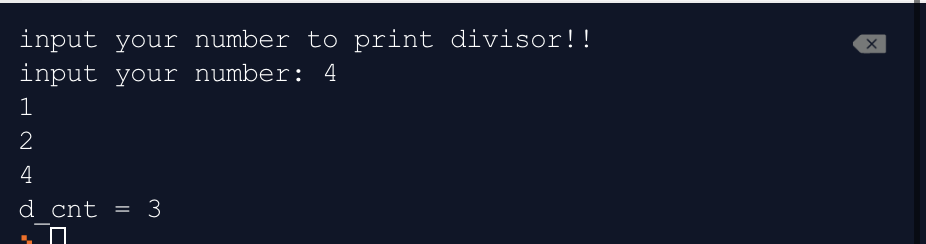 input your number to print divisor!!
input your number: 4
1
2
4
d_cnt = 3